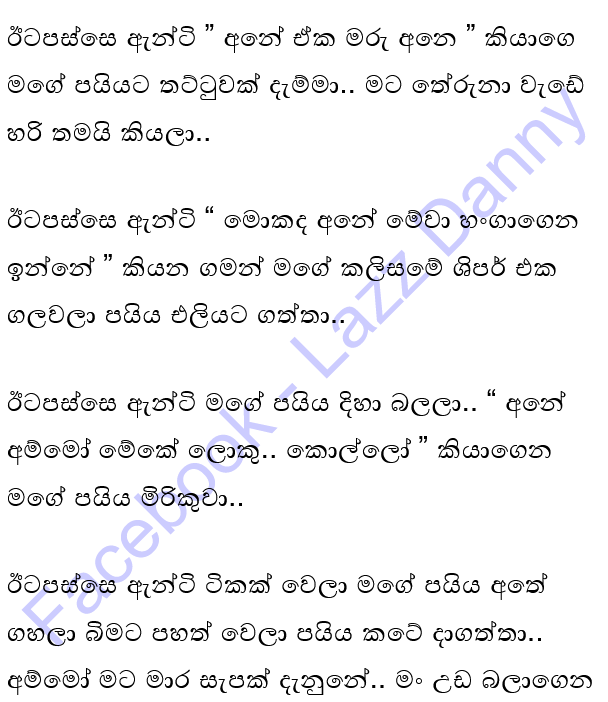 ඊටපස්සෙ ඇන්ටි ” අනේ ඒක මරු අනෙ ” කියාගෙ
මගේ පයියට තට්ටුවක් දැම්මා.. මට තේරුනා වැඩේ
හරි තමයි කියලා..
ඊටපස්සෙ ඇන්ටි “ මොකද අනේ මේවා හංගාගෙන
ඉන්නේ ” කියන ගමන් මගේ කලිසමේ ශිපර් එක
ගලවලා පයිය එලියට ගත්තා..
ඊටපස්සෙ ඇන්ටි මගේ පයිය දිහා බලලා.. “ අනේ
අම්මෝ මේකේ ලොකු.. කොල්ලෝ ” කියාගෙන
මගේ පයිය මිරිකුවා..
ඊටපස්සෙ ඇන්ටි ටිකක් වෙලා මගේ පයිය අතේ
ගහලා බිමට පහත් වෙලා පයිය කටේ දාගත්තා..
අම්මෝ මට මාර සැපක් දැනුනේ.. මං උඩ බලාගෙන
Facebook - Lazz Danny